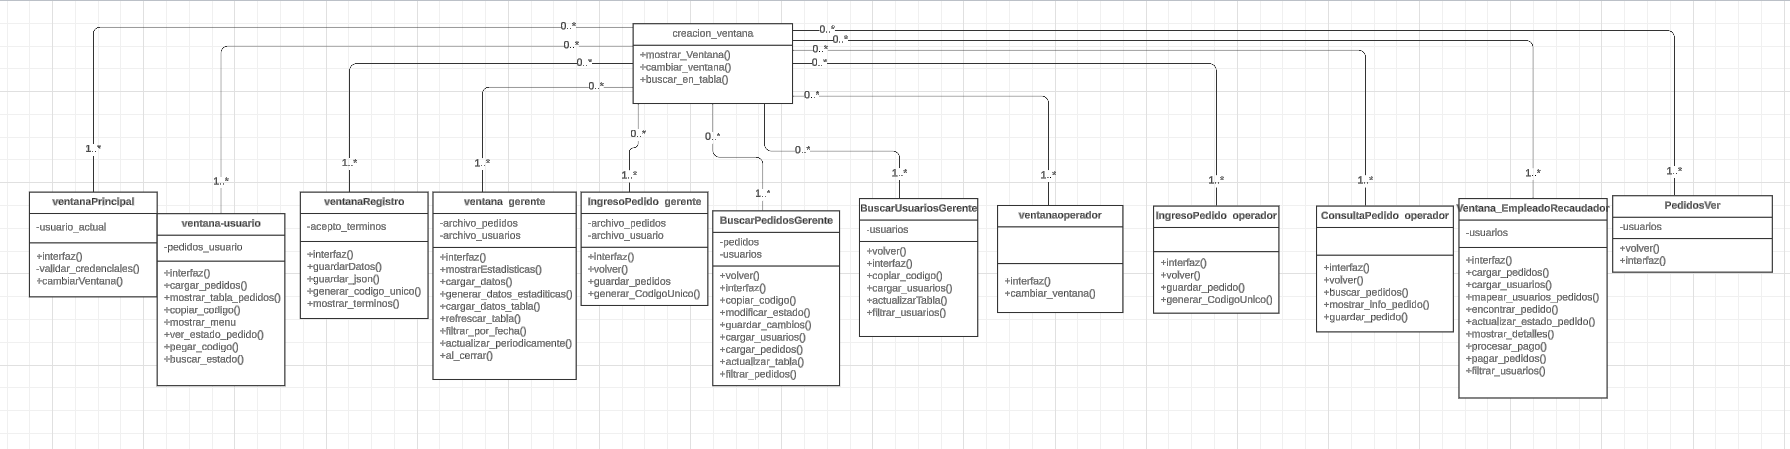 creacion_ventana
+mostrar_Ventana()
+cambiar_ventana()
+buscar_en_tabla()
0..*
0..*
0..*
0..*
0..*
0..*
0..*
0..*
0..*
0..*
0..*
0..*
1..*
1..*
1..*
1..*
1..*
1..*
1..*
1..*
1..*
1..*
1..*
1..*
ventanaPrincipal
-usuario_actual
+interfaz()
-validar_credenciales()
+cambiarVentana()
ventana-usuario
-pedidos_usuario
+interfaz()
+cargar_pedidos()
+mostrar_tabla_pedidos()
+copiar_codigo()
+mostrar_menu
+ver_estado_pedido()
+pegar_codigo()
+buscar_estado()
ventanaRegistro
-acepto_terminos
+interfaz()
+guardarDatos()
+guardar_json()
+generar_codigo_unico()
+mostrar_terminos()
ventana_gerente
-archivo_pedidos
-archivo_usuarios
+interfaz()
+mostrarEstadisticas()
+cargar_datos()
+generar_datos_estaditicas()
+cargar_datos_tabla()
+refrescar_tabla()
+filtrar_por_fecha()
+actualizar_periodicamente()
+al_cerrar()
IngresoPedido_gerente
-archivo_pedidos
-archivo_usuario
+interfaz()
+volver()
+guardar_pedidos
+generar_CodigoUnico()
BuscarPedidosGerente
-pedidos
-usuarios
+volver()
+interfaz()
+copiar_codigo()
+modificar_estado()
+guardar_cambios()
+cargar_usuarios()
+cargar_pedidos()
+actualizar_tabla()
+filtrar_pedidos()
BuscarUsuariosGerente
-usuarios
+volver()
+interfaz()
+copiar_codigo()
+cargar_usuarios()
+actualizarTabla()
+filtrar_usuarios()
ventanaoperador
+interfaz()
+cambiar_ventana()
IngresoPedido_operador
+interfaz()
+volver()
+guardar_pedido()
+generar_CodigoUnico()
ConsultaPedido_operador
+interfaz()
+volver()
+buscar_pedidos()
+mostrar_info_pedido()
+guardar_pedido()
Ventana_EmpleadoRecaudador
-usuarios
+interfaz()
+cargar_pedidos()
+cargar_usuarios()
+mapear_usuarios_pedidos()
+encontrar_pedido()
+actualizar_estado_pedido()
+mostrar_detalles()
+procesar_pago()
+pagar_pedidos()
+filtrar_usuarios()
PedidosVer
-usuarios
+volver()
+interfaz()